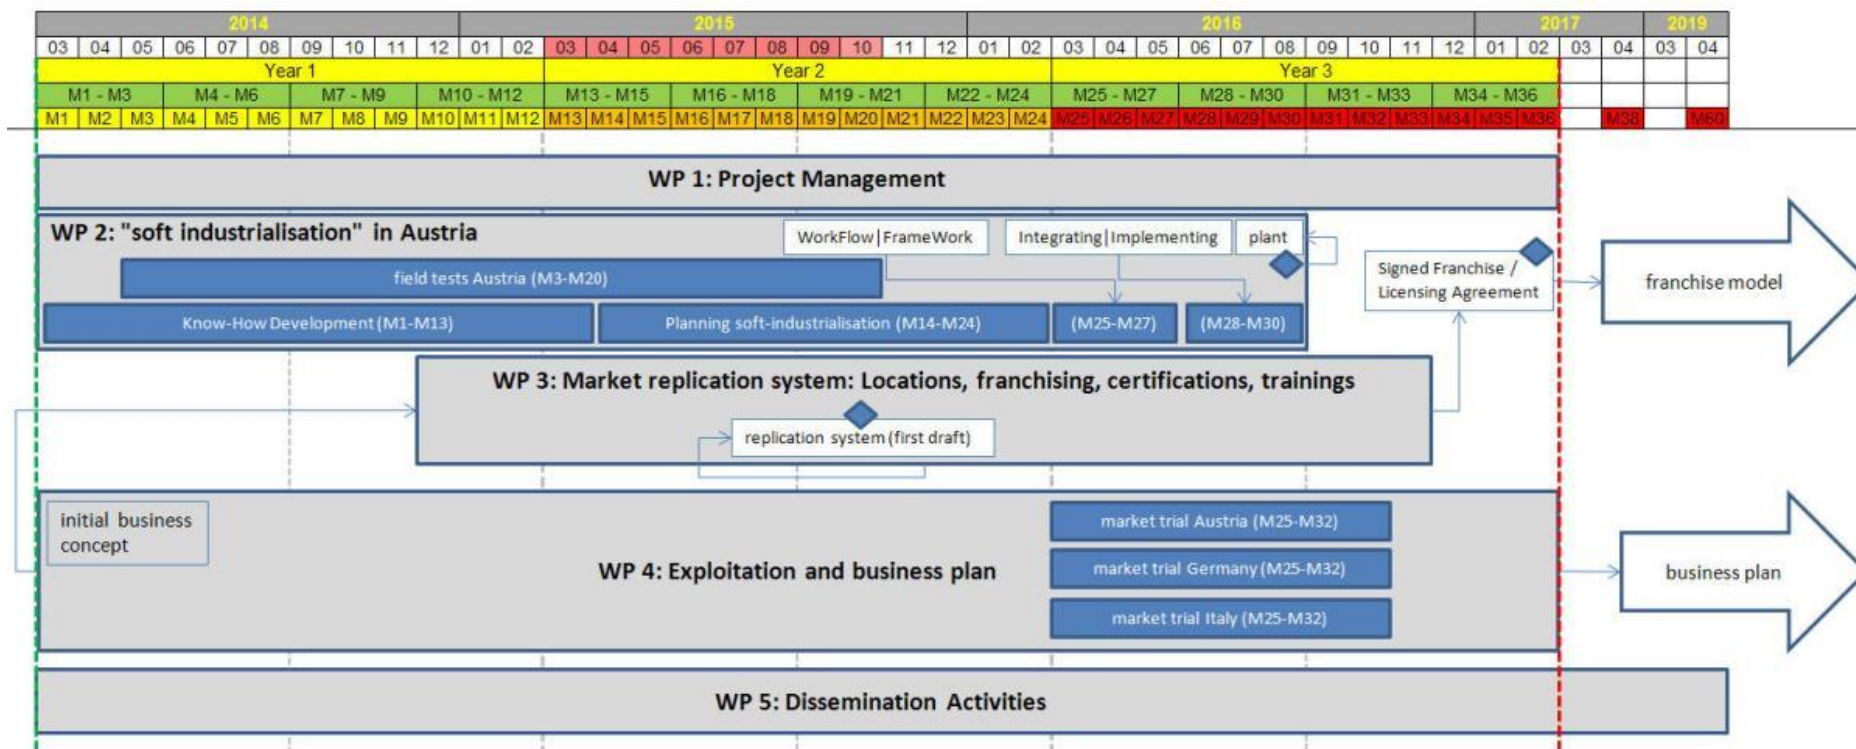 2014 2015 2016 2017 2019
03 04 05 06 07 08 09 10 11 12 01 02 03 04 05 06 07 08 09 10 11 12 01 02 03 04 05 06 07 08 09 10 11 12 01 02 03 04 03 04
Year 1 Year 2 Year 3
M1 - M3 M4 - M6 M7 - M9 M10 - M12 M13 - M15 M16 - M18 M19 - M21 M22 - M24 M25 - M27 M28 - M30 M31 - M33 M34 - M36
M1 M2 M3 M4 M5 M6 M7 M8 M9 M10 M11 M12 M13 M14 M15 M16 M17 M18 M19 M20 M21 M22 M23 M24 M25 M26 M27 M28 M29 M30 M31 M32 M33 M34 M35 M36 M38 M60
WP 1: Project Management
WP 2: "soft industrialisation" in Austria
WorkFlow|FrameWork
Integrating|Implementing
plant
field tests Austria (M3-M20)
Know-How Development (M1-M13)
Planning soft-industrialisation (M14-M24)
(M25-M27)
(M28-M30)
Signed Franchise /
Licensing Agreement
franchise model
WP 3: Market replication system: Locations, franchising, certifications, trainings
replication system (first draft)
initial business
concept
WP 4: Exploitation and business plan
market trial Austria (M25-M32)
market trial Germany (M25-M32)
market trial Italy (M25-M32)
business plan
WP 5: Dissemination Activities